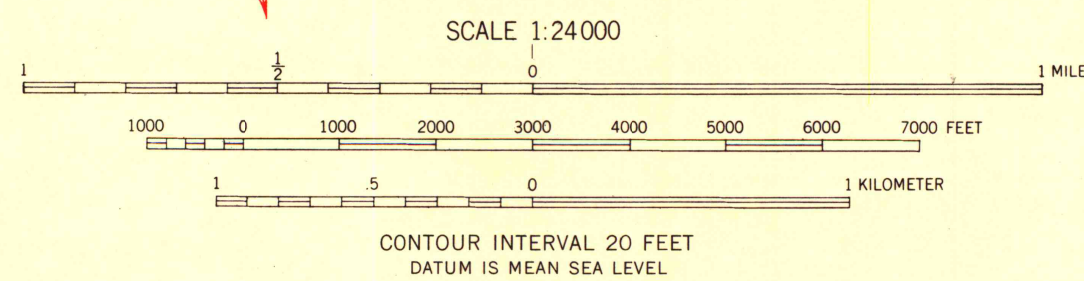 SCALE 1:24000
1 ½ 0 1 MILE
1000 0 1000 2000 3000 4000 5000 6000 7000 FEET
1 .5 0 1 KILOMETER
CONTOUR INTERVAL 20 FEET
DATUM IS MEAN SEA LEVEL